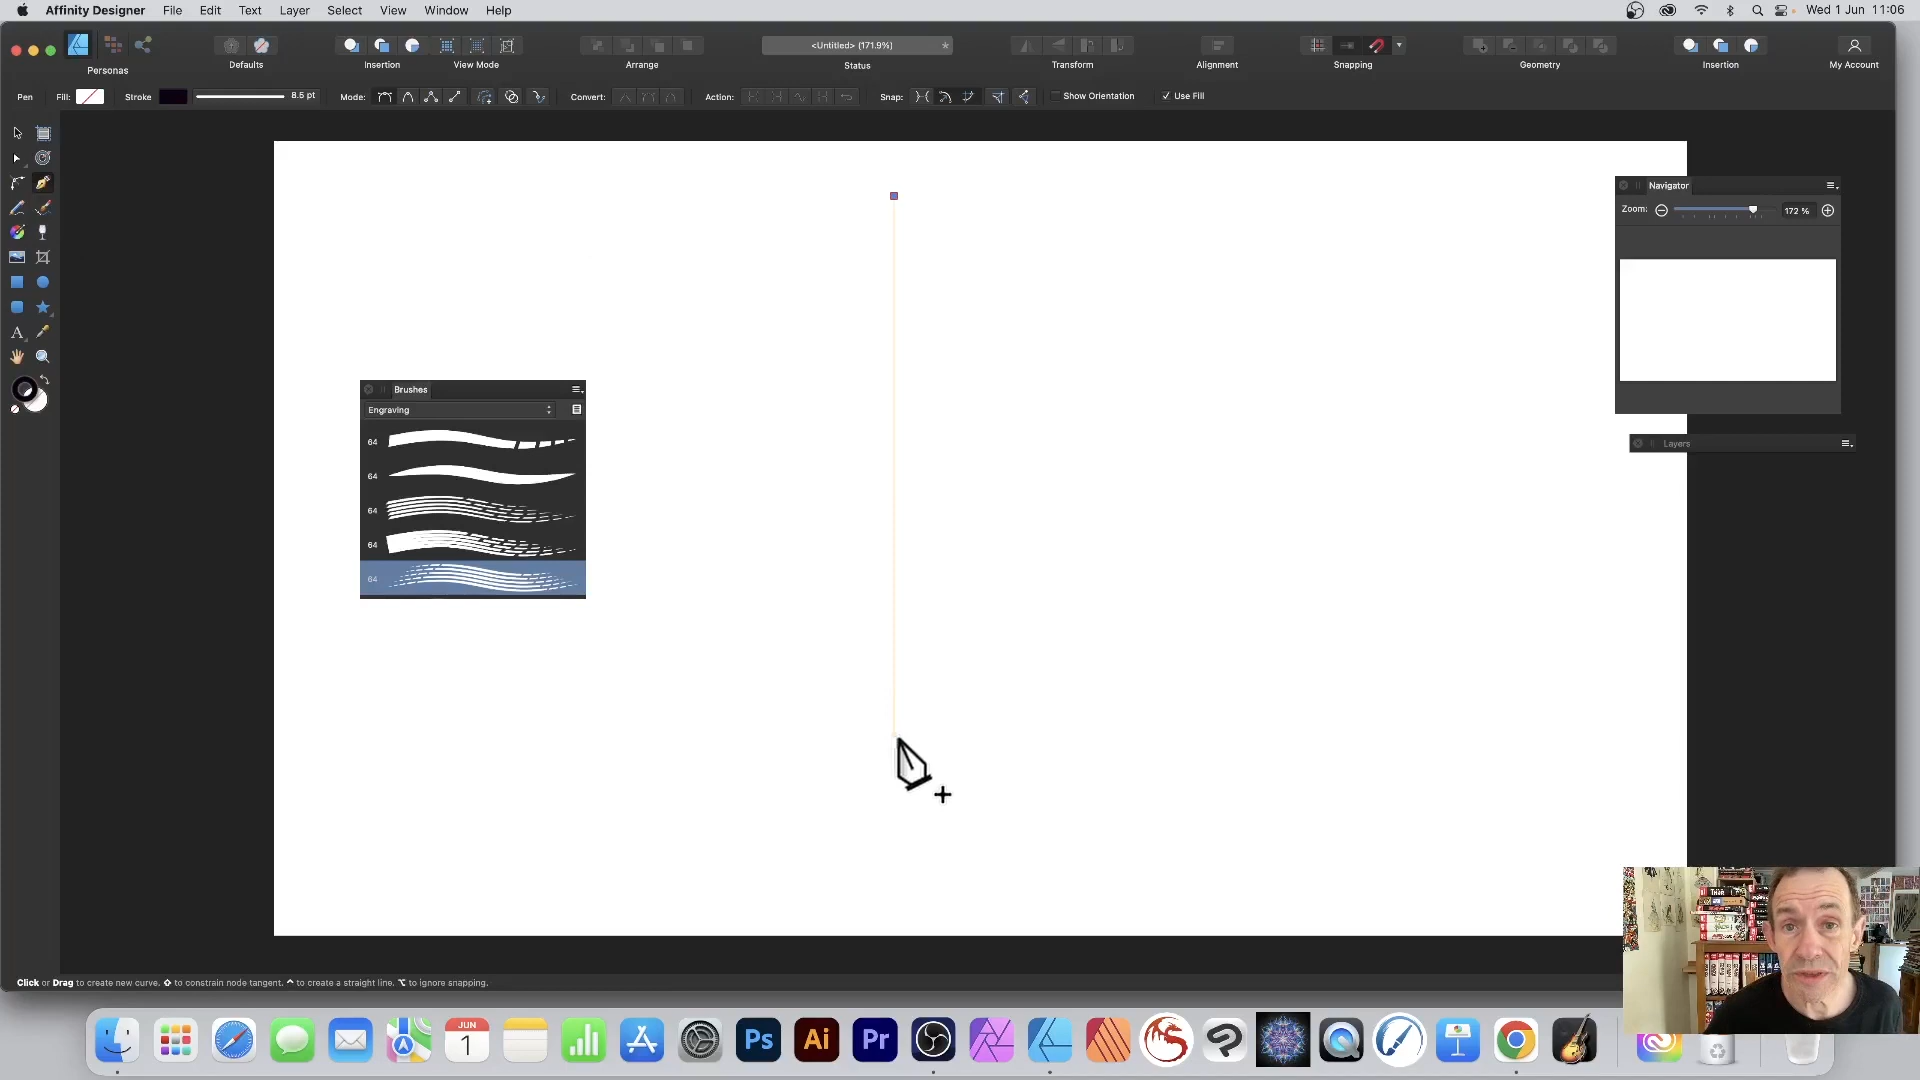 Affinity Designer File Edit Text Layer Select View Window Help Wed 1 Jun 11:06
<Untitled> (171.9%) *
Personas Defaults Insertion View Mode Arrange Status Transform Alignment Snapping Geometry Insertion My Account
Pen Fill: Stroke 8.5 pt Mode: Convert: Action: Snap: Show Orientation Use Fill
Navigator
Zoom: 172 %
Brushes
Engraving
64
64
64
64
64
Layers
A
THOR
Click or Drag to create new curve. ⇧ to constrain node tangent. ^ to create a straight line. ⌥ to ignore snapping.
JUN
1
Ps
Ai
Pr